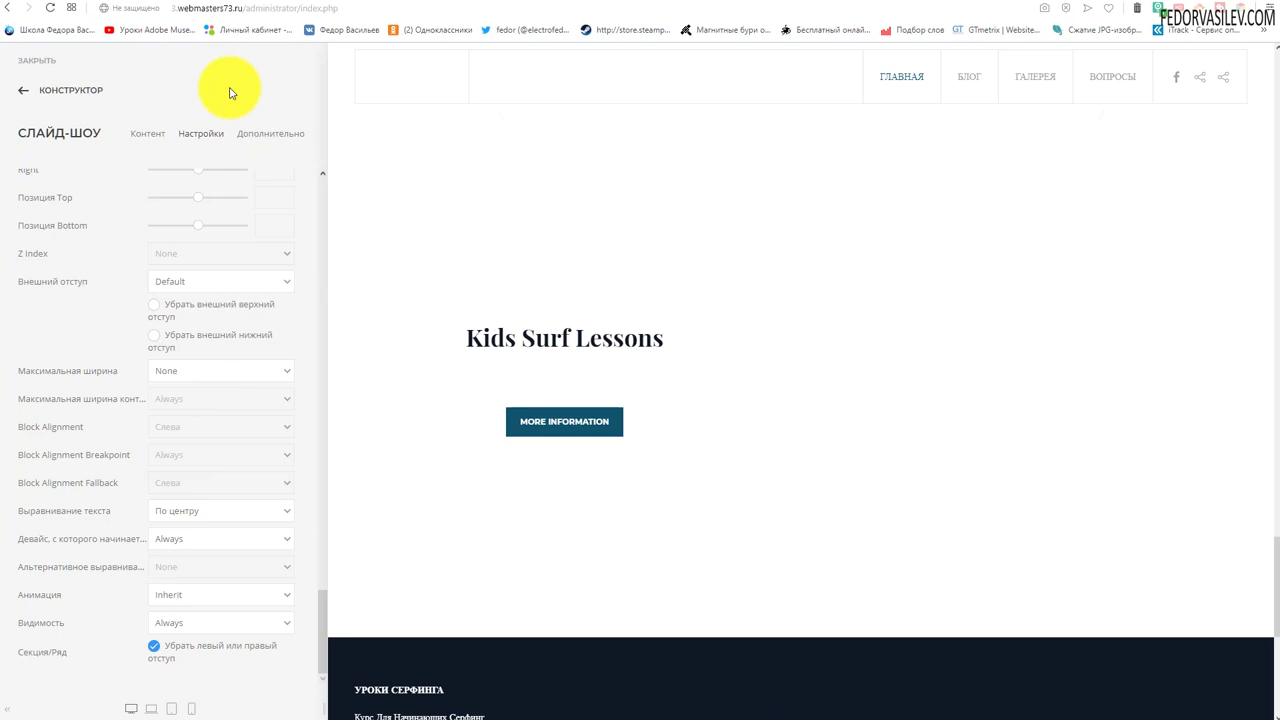 3.webmasters73.ru/administrator/index.php
Не защищено
FEDORVASILEV.COM
Школа Федора Вас...
Уроки Adobe Muse...
Личный кабинет -...
Федор Васильев
(2) Одноклассники
fedor (@electrofed...
http://store.steamp...
Магнитные бури о...
Бесплатный онлай...
Подбор слов
GTmetrix | Website...
Сжатие JPG-изобр...
iTrack - Сервис оп...
ЗАКРЫТЬ
КОНСТРУКТОР
СЛАЙД-ШОУ
Контент
Настройки
Дополнительно
ГЛАВНАЯ
БЛОГ
ГАЛЕРЕЯ
ВОПРОСЫ
Right
Позиция Top
Позиция Bottom
Z Index
None
Внешний отступ
Default
Убрать внешний верхний
отступ
Убрать внешний нижний
отступ
Максимальная ширина
None
Максимальная ширина конт...
Always
Block Alignment
Слева
Block Alignment Breakpoint
Always
Block Alignment Fallback
Слева
Выравнивание текста
По центру
Девайс, с которого начинает...
Always
Альтернативное выравнива...
None
Анимация
Inherit
Видимость
Always
Секция/Ряд
Убрать левый или правый
отступ
Kids Surf Lessons
MORE INFORMATION
УРОКИ СЕРФИНГА
Курс Для Начинающих Серфинг